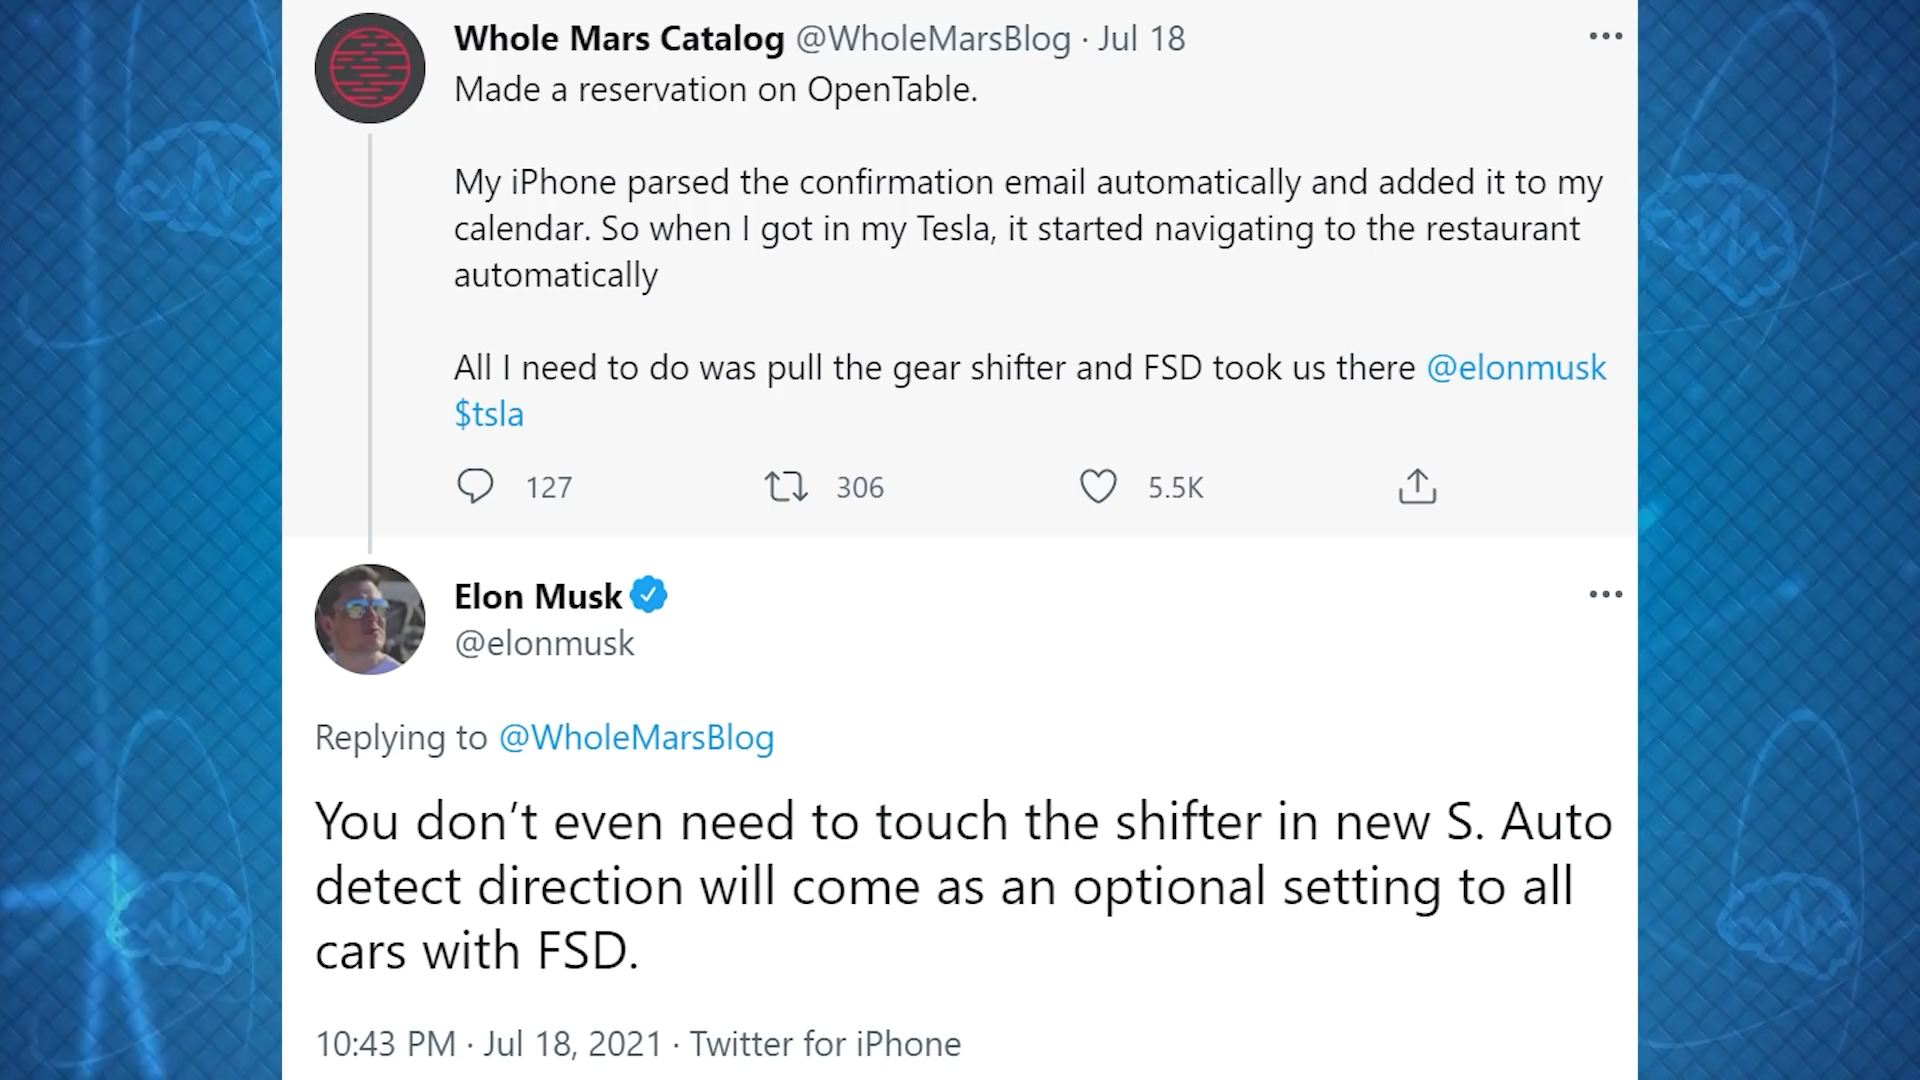 Whole Mars Catalog @WholeMarsBlog · Jul 18
Made a reservation on OpenTable.
My iPhone parsed the confirmation email automatically and added it to my
calendar. So when I got in my Tesla, it started navigating to the restaurant
automatically
All I need to do was pull the gear shifter and FSD took us there @elonmusk
$tsla
127 306 5.5K
Elon Musk
@elonmusk
Replying to @WholeMarsBlog
You don’t even need to touch the shifter in new S. Auto
detect direction will come as an optional setting to all
cars with FSD.
10:43 PM · Jul 18, 2021 · Twitter for iPhone